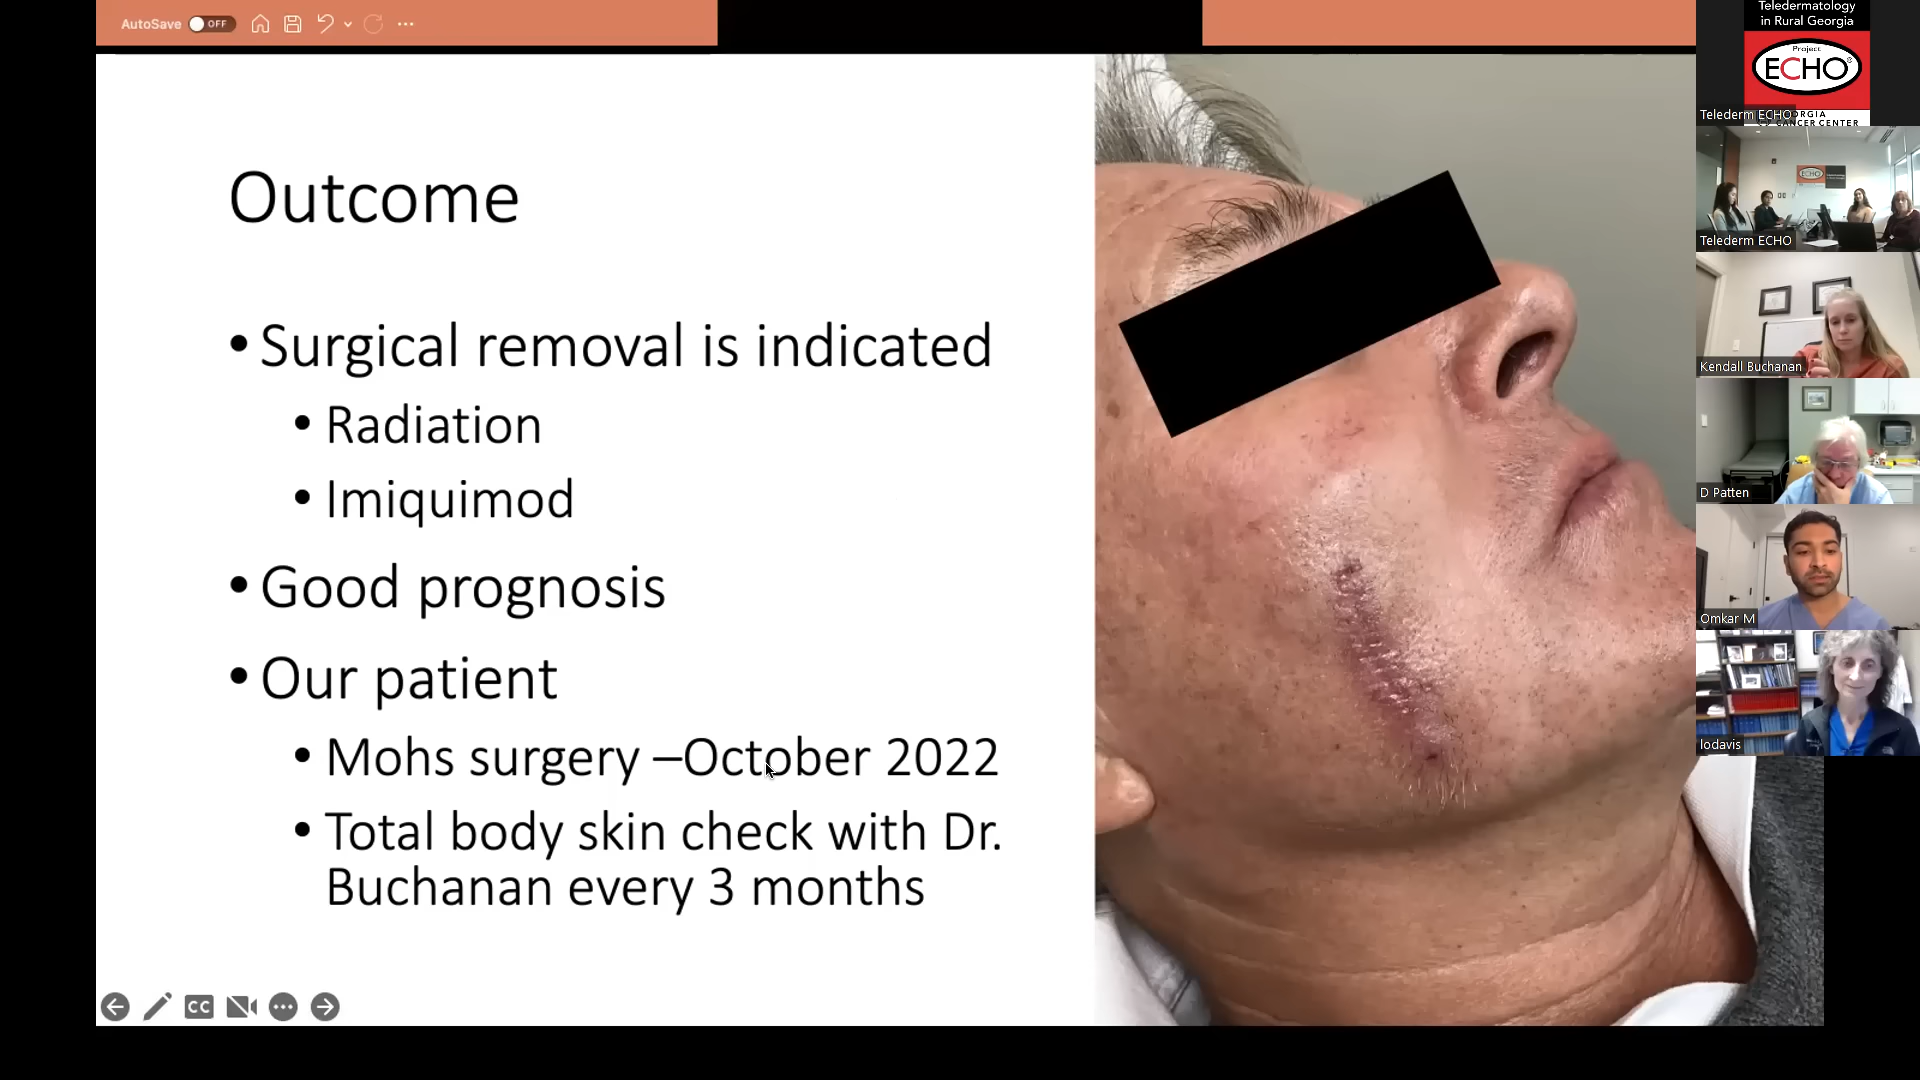 AutoSave OFF
Outcome
• Surgical removal is indicated
• Radiation
• Imiquimod
• Good prognosis
• Our patient
• Mohs surgery –October 2022
• Total body skin check with Dr.
Buchanan every 3 months
CC
Teledermatology
in Rural Georgia
Project
ECHO®
Telederm ECHO
CANCER CENTER
ECHO
Telederm ECHO
Kendall Buchanan
D Patten
Omkar M
lodavis